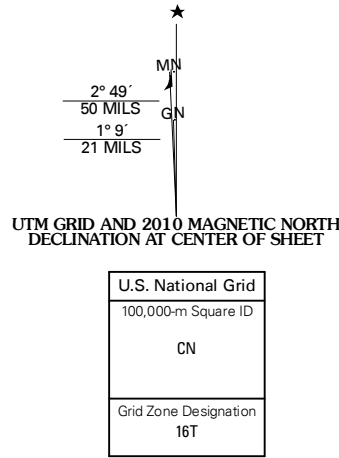 MN
2° 49´
50 MILS
GN
1° 9´
21 MILS
UTM GRID AND 2010 MAGNETIC NORTH
DECLINATION AT CENTER OF SHEET
U.S. National Grid
100,000-m Square ID
CN
Grid Zone Designation
16T